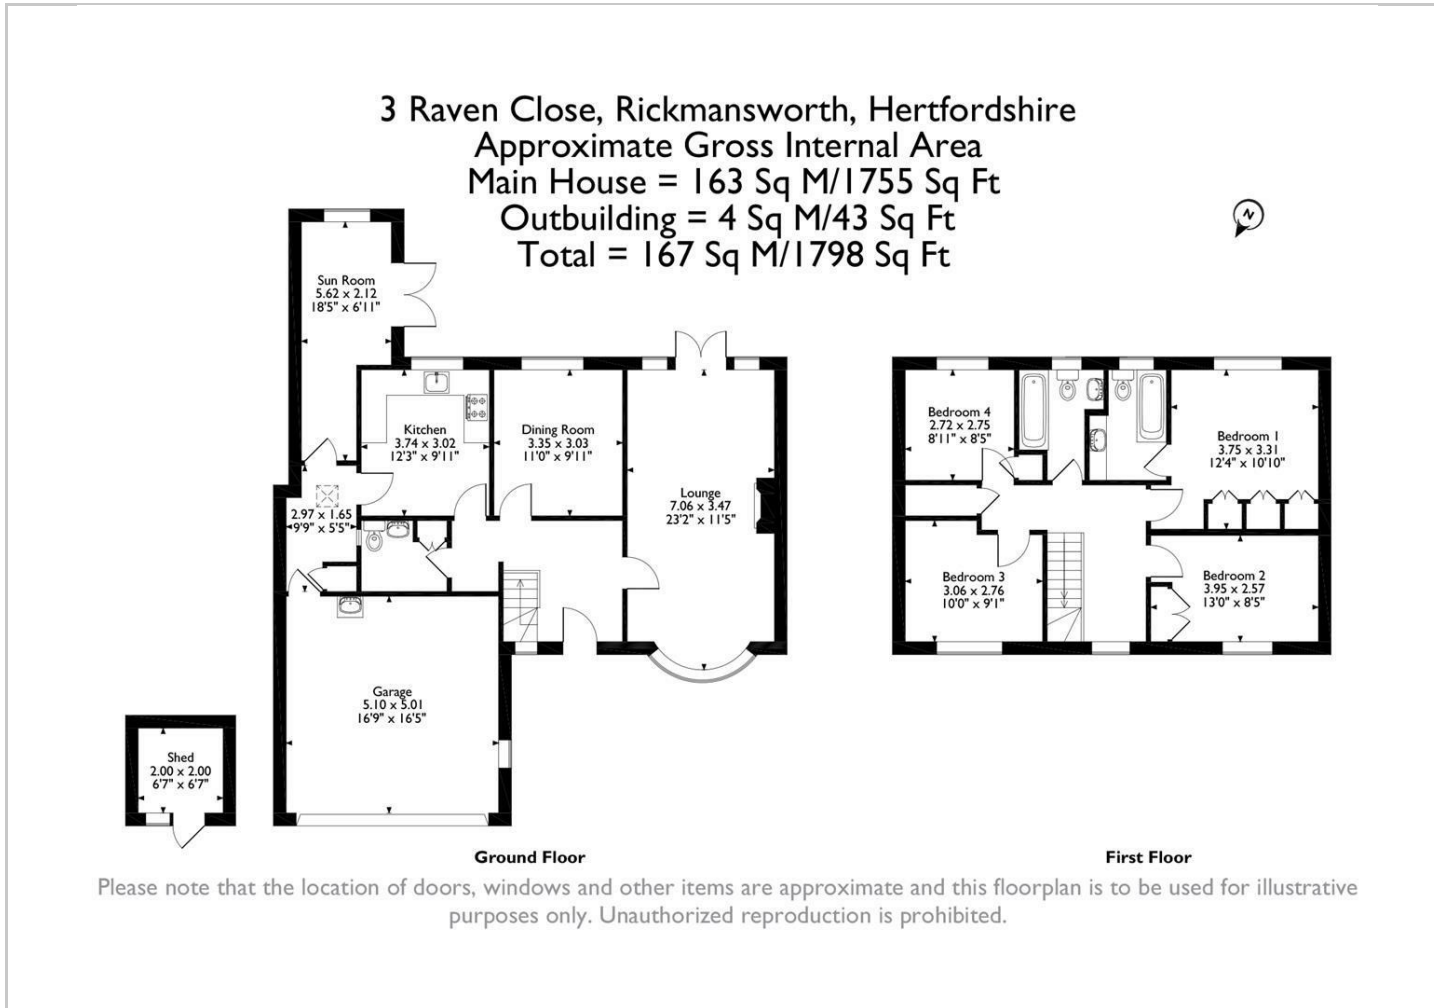 3 Raven Close, Rickmansworth, Hertfordshire
Approximate Gross Internal Area
Main House = 163 Sq M/1755 Sq Ft
Outbuilding = 4 Sq M/43 Sq Ft
Total = 167 Sq M/1798 Sq Ft
N
Sun Room
5.62 x 2.12
18'5" x 6'11"
Kitchen
3.74 x 3.02
12'3" x 9'11"
Dining Room
3.35 x 3.03
11'0" x 9'11"
Lounge
7.06 x 3.47
23'2" x 11'5"
2.97 x 1.65
9'9" x 5'5"
Garage
5.10 x 5.01
16'9" x 16'5"
Shed
2.00 x 2.00
6'7" x 6'7"
Bedroom 4
2.72 x 2.75
8'11" x 8'5"
Bedroom 1
3.75 x 3.31
12'4" x 10'10"
Bedroom 3
3.06 x 2.76
10'0" x 9'1"
Bedroom 2
3.95 x 2.57
13'0" x 8'5"
Ground Floor
First Floor
Please note that the location of doors, windows and other items are approximate and this floorplan is to be used for illustrative
purposes only. Unauthorized reproduction is prohibited.